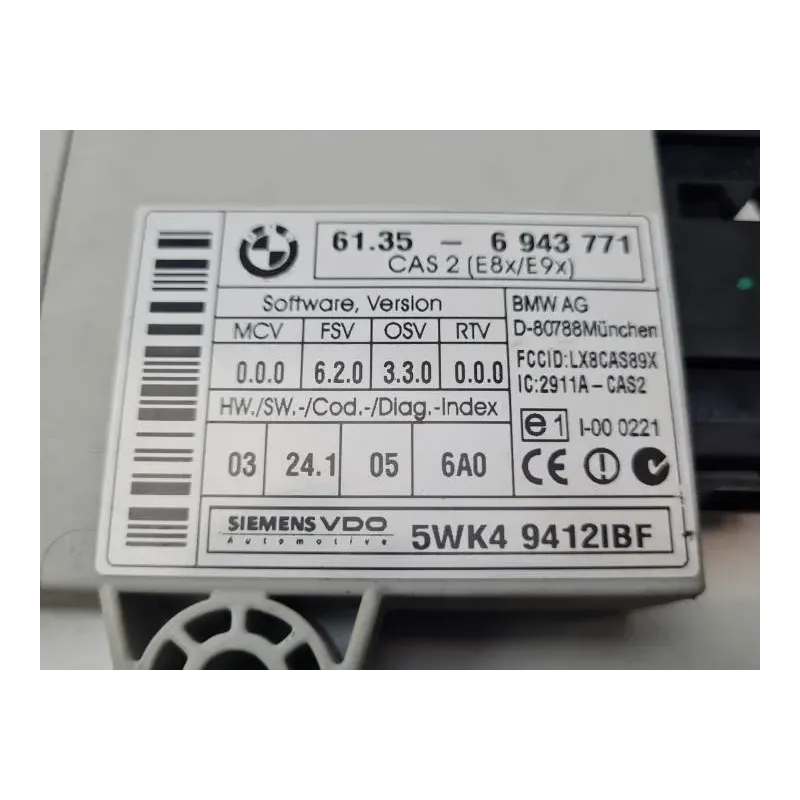 BMW
61.35 - 6 943 771
CAS 2 (E8x/E9x)
Software, Version
MCV FSV OSV RTV
0.0.0 6.2.0 3.3.0 0.0.0
HW./SW.-/Cod.-/Diag.-Index
03 24.1 05 6A0
BMW AG
D-80788München
FCCID:LX8CAS89X
IC:2911A-CAS2
e1 I-00 0221
CE
SIEMENS VDO
Automotive
5WK4 9412IBF